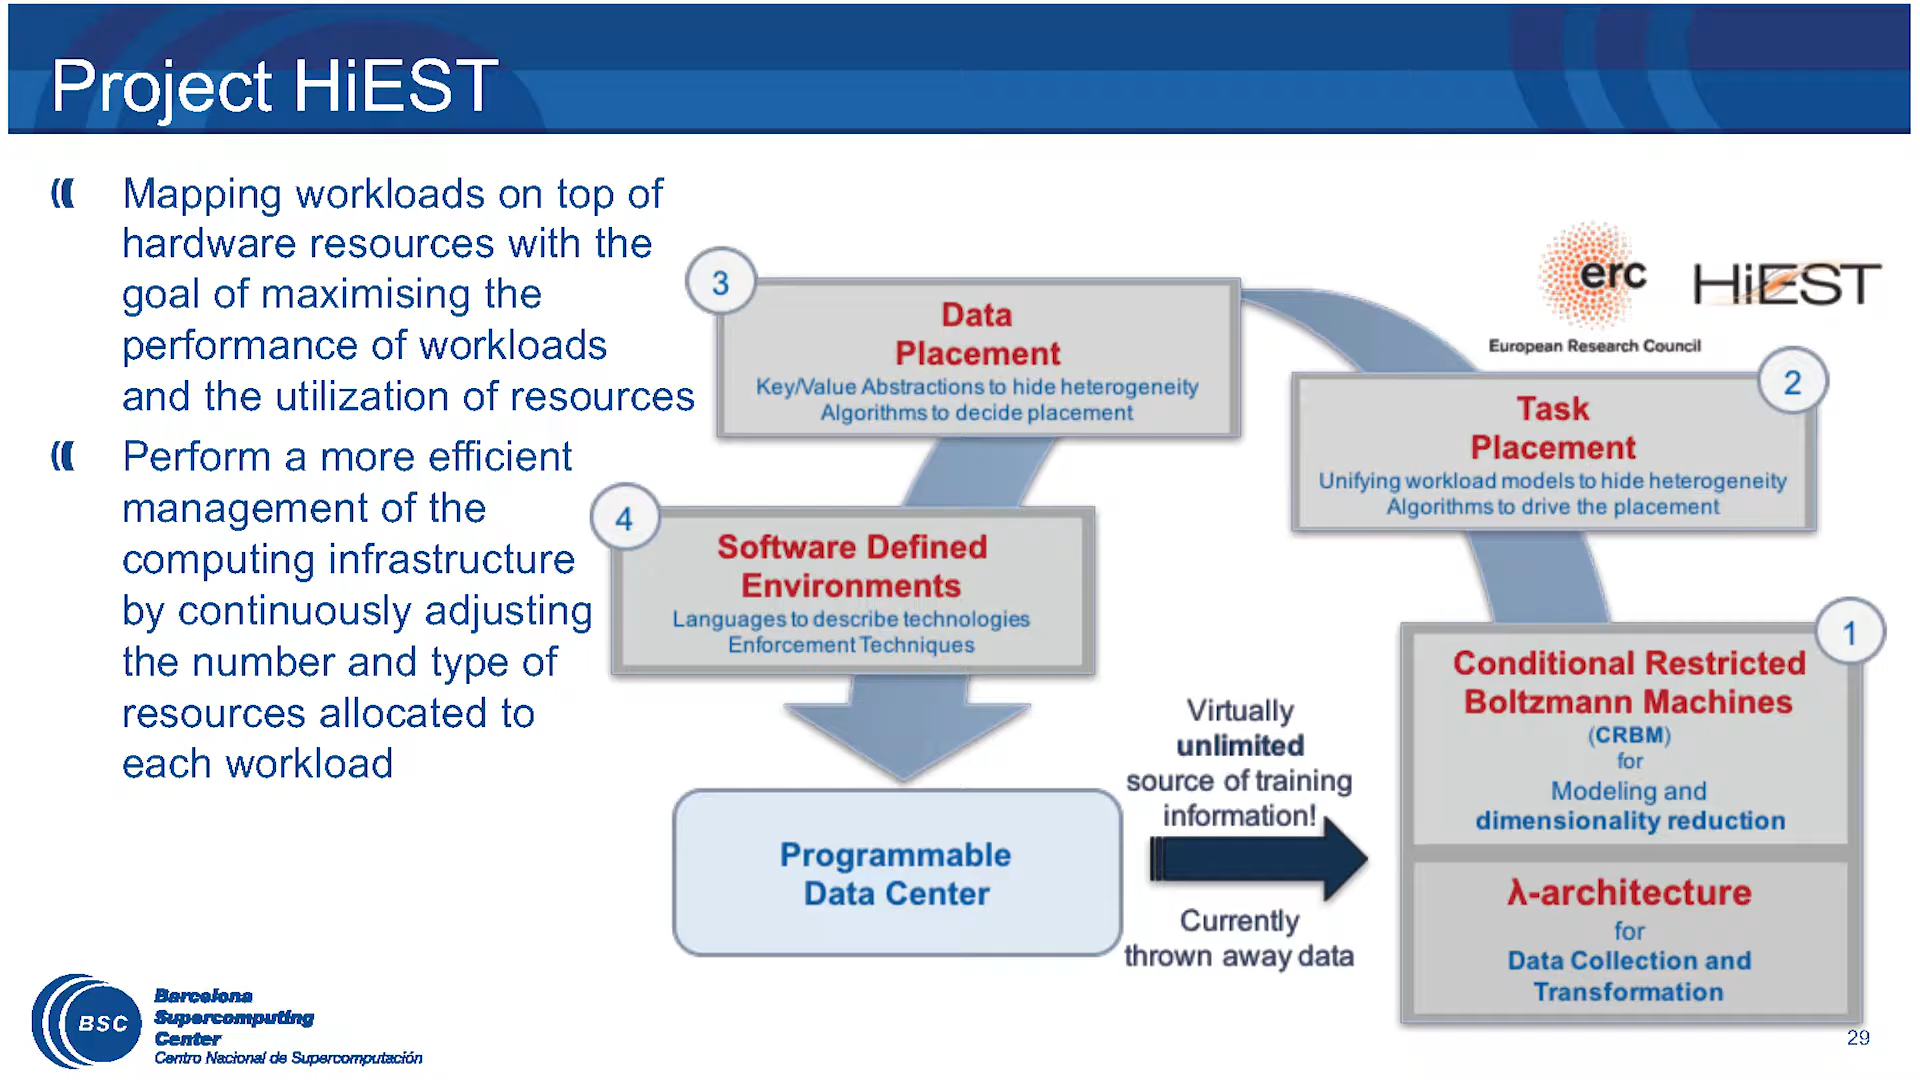 Project HiEST
Mapping workloads on top of
hardware resources with the
goal of maximising the
performance of workloads
and the utilization of resources
Perform a more efficient
management of the
computing infrastructure
by continuously adjusting
the number and type of
resources allocated to
each workload
erc
HiEST
European Research Council
3
Data
Placement
Key/Value Abstractions to hide heterogeneity
Algorithms to decide placement
2
Task
Placement
Unifying workload models to hide heterogeneity
Algorithms to drive the placement
4
Software Defined
Environments
Languages to describe technologies
Enforcement Techniques
1
Conditional Restricted
Boltzmann Machines
(CRBM)
for
Modeling and
dimensionality reduction
λ-architecture
for
Data Collection and
Transformation
Virtually
unlimited
source of training
information!
Currently
thrown away data
Programmable
Data Center
BSC
Barcelona
Supercomputing
Center
Centro Nacional de Supercomputación
29